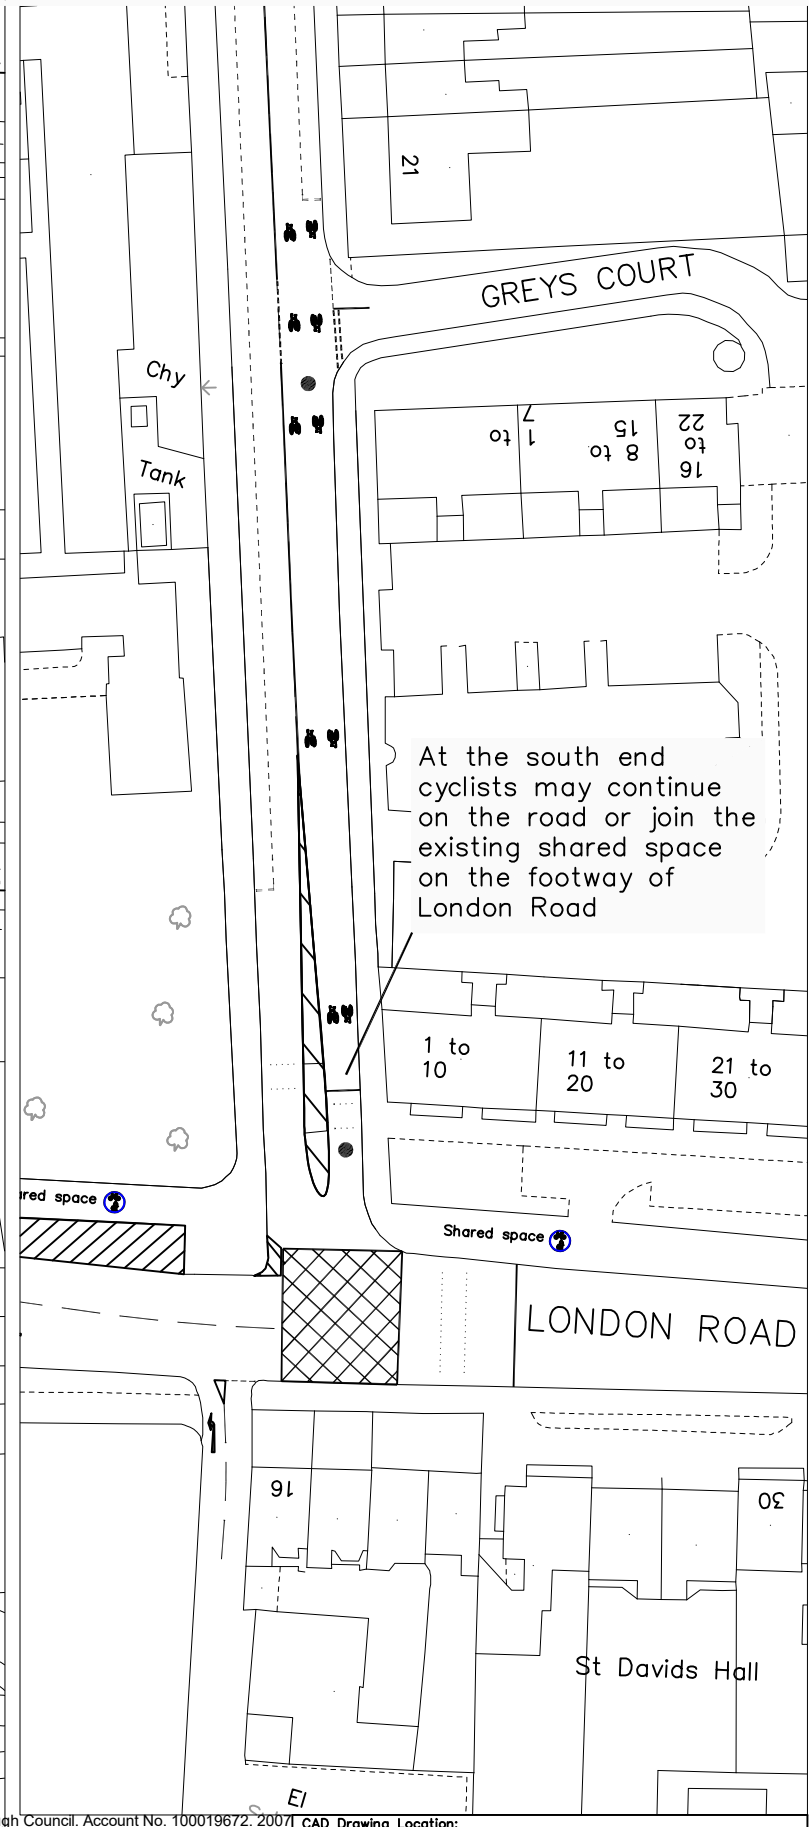 21
GREYS COURT
Chy
Tank
1 to 7
8 to 15
16 to 22
At the south end
cyclists may continue
on the road or join the
existing shared space
on the footway of
London Road
1 to
10
11 to
20
21 to
30
ared space
Shared space
LONDON ROAD
16
30
St Davids Hall
El
gh Council. Account No. 100019672. 2007
CAD Drawing Location: